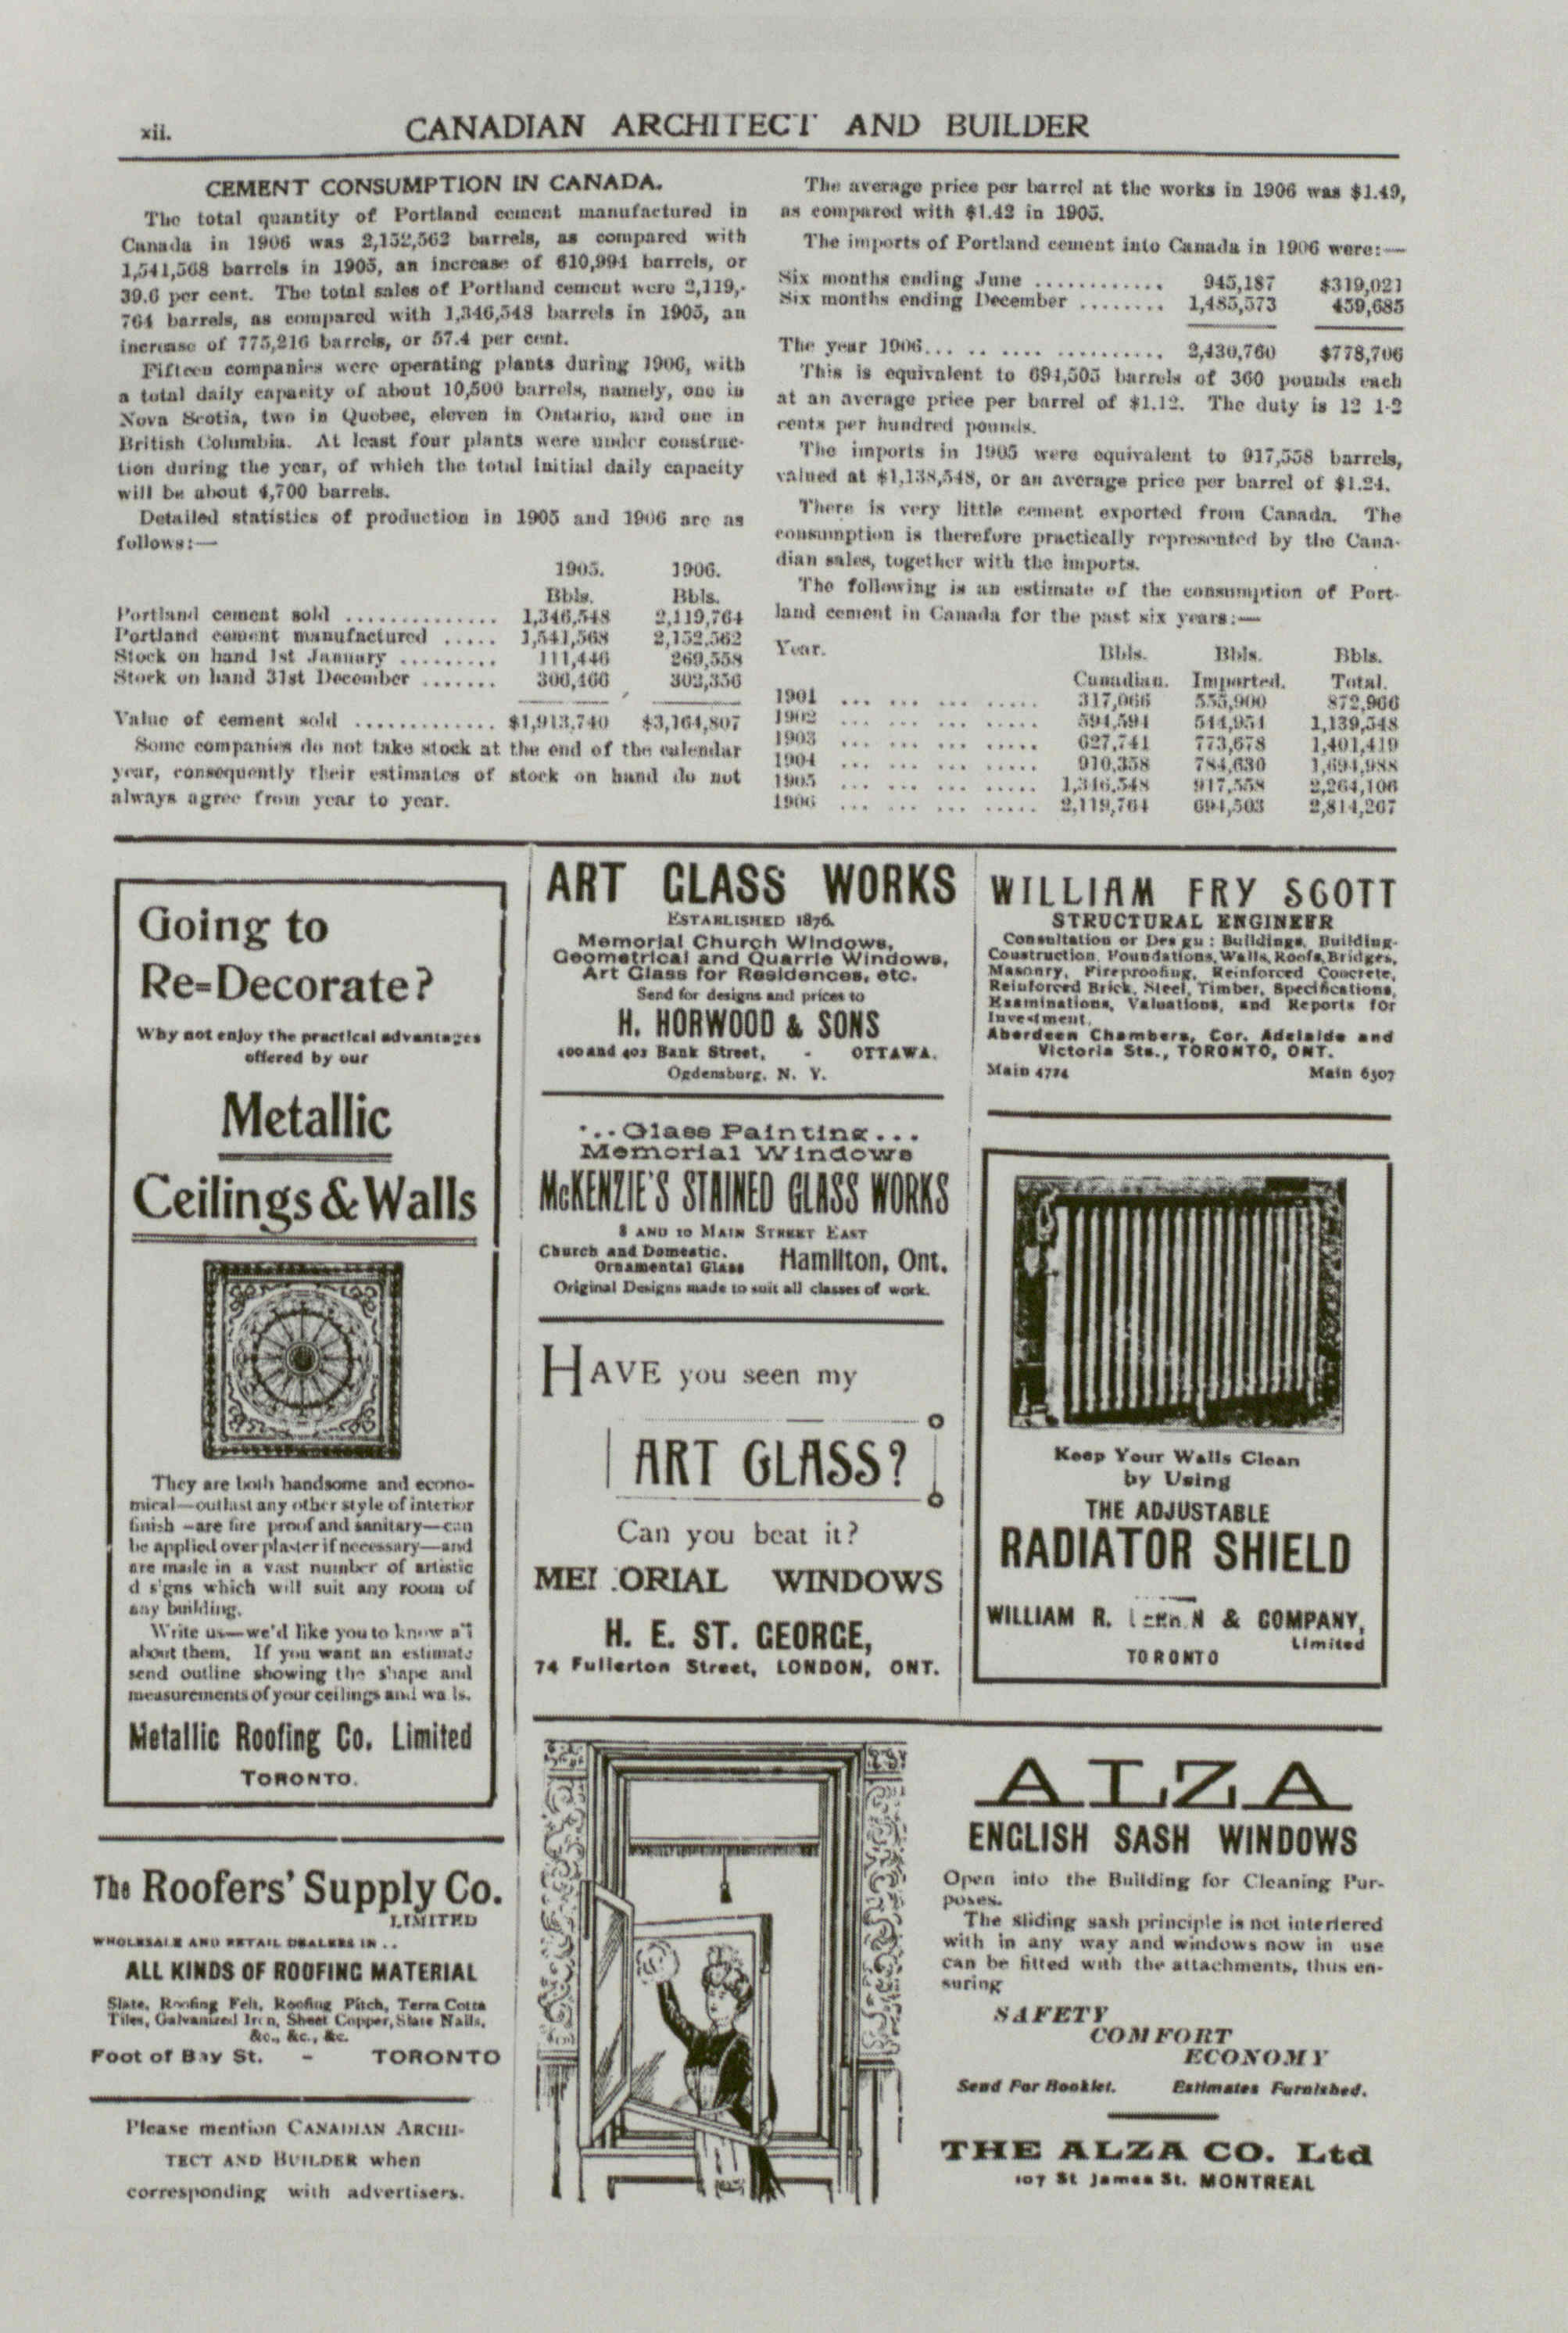 xii.
CANADIAN ARCHITECT AND BUILDER
CEMENT CONSUMPTION IN CANADA.
The total quantity of Portland cement manufactured in
Canada in 1906 was 2,152,562 barrels, as compared with
1,541,568 barrels in 1905, an increase of 610,994 barrels, or
39.6 per cent. The total sales of Portland cement were 2,119,-
764 barrels, as compared with 1,346,548 barrels in 1905, an
increase of 775,216 barrels, or 57.4 per cent.
Fifteen companies were operating plants during 1906, with
a total daily capacity of about 10,500 barrels, namely, one in
Nova Scotia, two in Quebec, eleven in Ontario, and one in
British Columbia. At least four plants were under construc-
tion during the year, of which the total initial daily capacity
will be about 4,700 barrels.
Detailed statistics of production in 1905 and 1906 are as
follows:—
1905. 1906.
Bbls. Bbls.
Portland cement sold .............. 1,346,548 2,119,764
Portland cement manufactured ..... 1,541,568 2,152,562
Stock on hand 1st January ......... 111,446 269,558
Stock on hand 31st December ....... 306,466 302,356
Value of cement sold ............. $1,913,740 $3,164,807
Some companies do not take stock at the end of the calendar
year, consequently their estimates of stock on hand do not
always agree from year to year.
The average price per barrel at the works in 1906 was $1.49,
as compared with $1.42 in 1905.
The imports of Portland cement into Canada in 1906 were:—
Six months ending June ............ 945,187 $319,021
Six months ending December ........ 1,485,573 459,685
The year 1906... .. .... .......... 2,430,760 $778,706
This is equivalent to 694,503 barrels of 360 pounds each
at an average price per barrel of $1.12. The duty is 12 1-2
cents per hundred pounds.
The imports in 1905 were equivalent to 917,558 barrels,
valued at $1,138,548, or an average price per barrel of $1.24.
There is very little cement exported from Canada. The
consumption is therefore practically represented by the Cana-
dian sales, together with the imports.
The following is an estimate of the consumption of Port-
land cement in Canada for the past six years:—
Year. Bbls. Bbls. Bbls.
Canadian. Imported. Total.
1901 ... ... ... ..... 317,066 555,900 872,966
1902 ... ... ... ..... 594,594 544,954 1,139,548
1903 ... ... ... ..... 627,741 773,678 1,401,419
1904 ... ... ... ..... 910,358 784,630 1,694,988
1905 ... ... ... ..... 1,346,548 917,558 2,264,106
1906 ... ... ... ..... 2,119,764 694,503 2,814,267
Going to
Re-Decorate?
Why not enjoy the practical advantages
offered by our
Metallic
Ceilings & Walls
They are both handsome and econo-
mical—outlast any other style of interior
finish—are fire proof and sanitary—can
be applied over plaster if necessary—and
are made in a vast number of artistic
d signs which will suit any room of
any building.
Write us—we'd like you to know all
about them. If you want an estimate
send outline showing the shape and
measurements of your ceilings and wa ls.
Metallic Roofing Co. Limited
TORONTO.
The Roofers' Supply Co.
LIMITED
WHOLESALE AND RETAIL DEALERS IN ..
ALL KINDS OF ROOFING MATERIAL
Slate, Roofing Felt, Roofing Pitch, Terra Cotta
Tiles, Galvanized Iron, Sheet Copper, Slate Nails,
&c., &c., &c.
Foot of Bay St. - TORONTO
Please mention CANADIAN ARCHI-
TECT AND BUILDER when
corresponding with advertisers.
ART GLASS WORKS
ESTABLISHED 1876.
Memorial Church Windows,
Geometrical and Quarrie Windows,
Art Glass for Residences, etc.
Send for designs and prices to
H. HORWOOD & SONS
400 and 403 Bank Street, - OTTAWA.
Ogdensburg, N. Y.
...Glass Painting...
Memorial Windows
McKENZIE'S STAINED GLASS WORKS
8 AND 10 MAIN STREET EAST
Church and Domestic.
Ornamental Glass Hamilton, Ont.
Original Designs made to suit all classes of work.
HAVE you seen my
ART GLASS?
Can you beat it?
MEMORIAL WINDOWS
H. E. ST. GEORGE,
74 Fullerton Street, LONDON, ONT.
WILLIAM FRY SCOTT
STRUCTURAL ENGINEER
Consultation or Des gn: Buildings, Building-
Construction, Foundations, Walls, Roofs, Bridges,
Masonry, Fireproofing, Reinforced Concrete,
Reinforced Brick, Steel, Timber, Specifications,
Examinations, Valuations, and Reports for
Investment.
Aberdeen Chambers, Cor. Adelaide and
Victoria Sts., TORONTO, ONT.
Main 4724 Main 6507
Keep Your Walls Clean
by Using
THE ADJUSTABLE
RADIATOR SHIELD
WILLIAM R. & COMPANY,
Limited
TORONTO
ALZA
ENGLISH SASH WINDOWS
Open into the Building for Cleaning Pur-
poses.
The sliding sash principle is not interfered
with in any way and windows now in use
can be fitted with the attachments, thus en-
suring
SAFETY
COMFORT
ECONOMY
Send For Booklet. Estimates Furnished.
THE ALZA CO. Ltd
107 St James St. MONTREAL